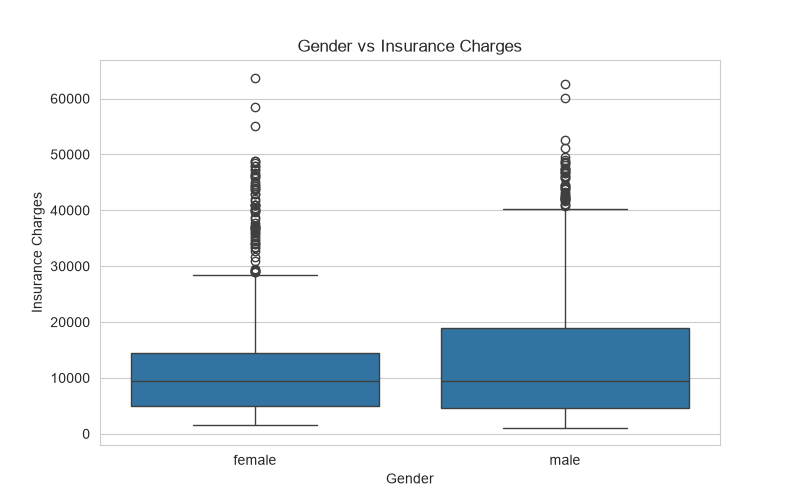 Gender vs Insurance Charges
60000
50000
40000
30000
20000
10000
0
Insurance Charges
female male
Gender